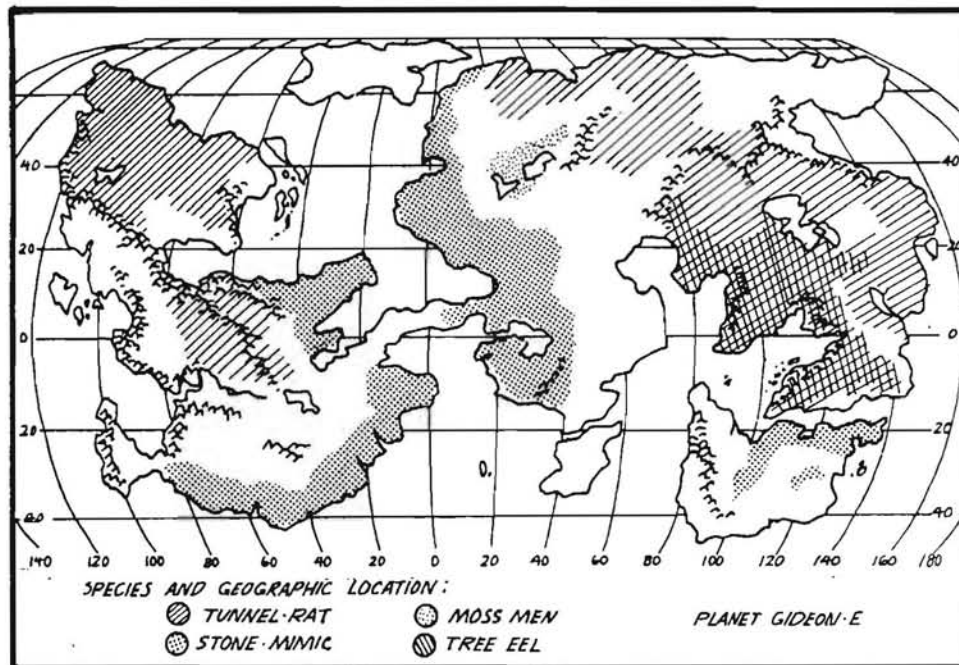 40
40
20
20
0
0
20
20
40
140 120 100 80 60 40 20 0 20 40 60 80 100 120 140 160 180
SPECIES AND GEOGRAPHIC LOCATION:
TUNNEL-RAT
MOSS MEN
PLANET GIDEON-E
STONE-MIMIC
TREE EEL